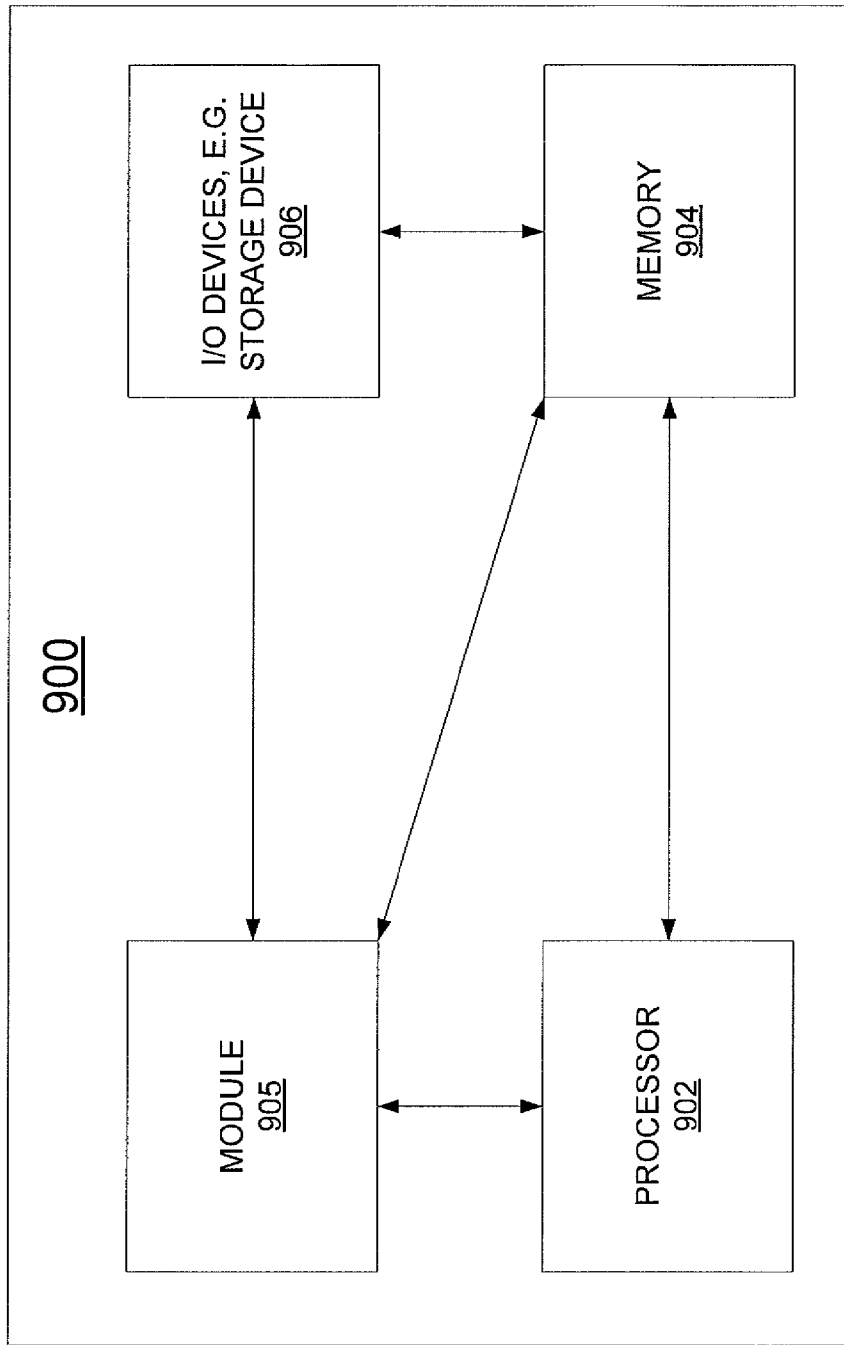 900
MODULE
905
I/O DEVICES, E.G.
STORAGE DEVICE
906
PROCESSOR
902
MEMORY
904